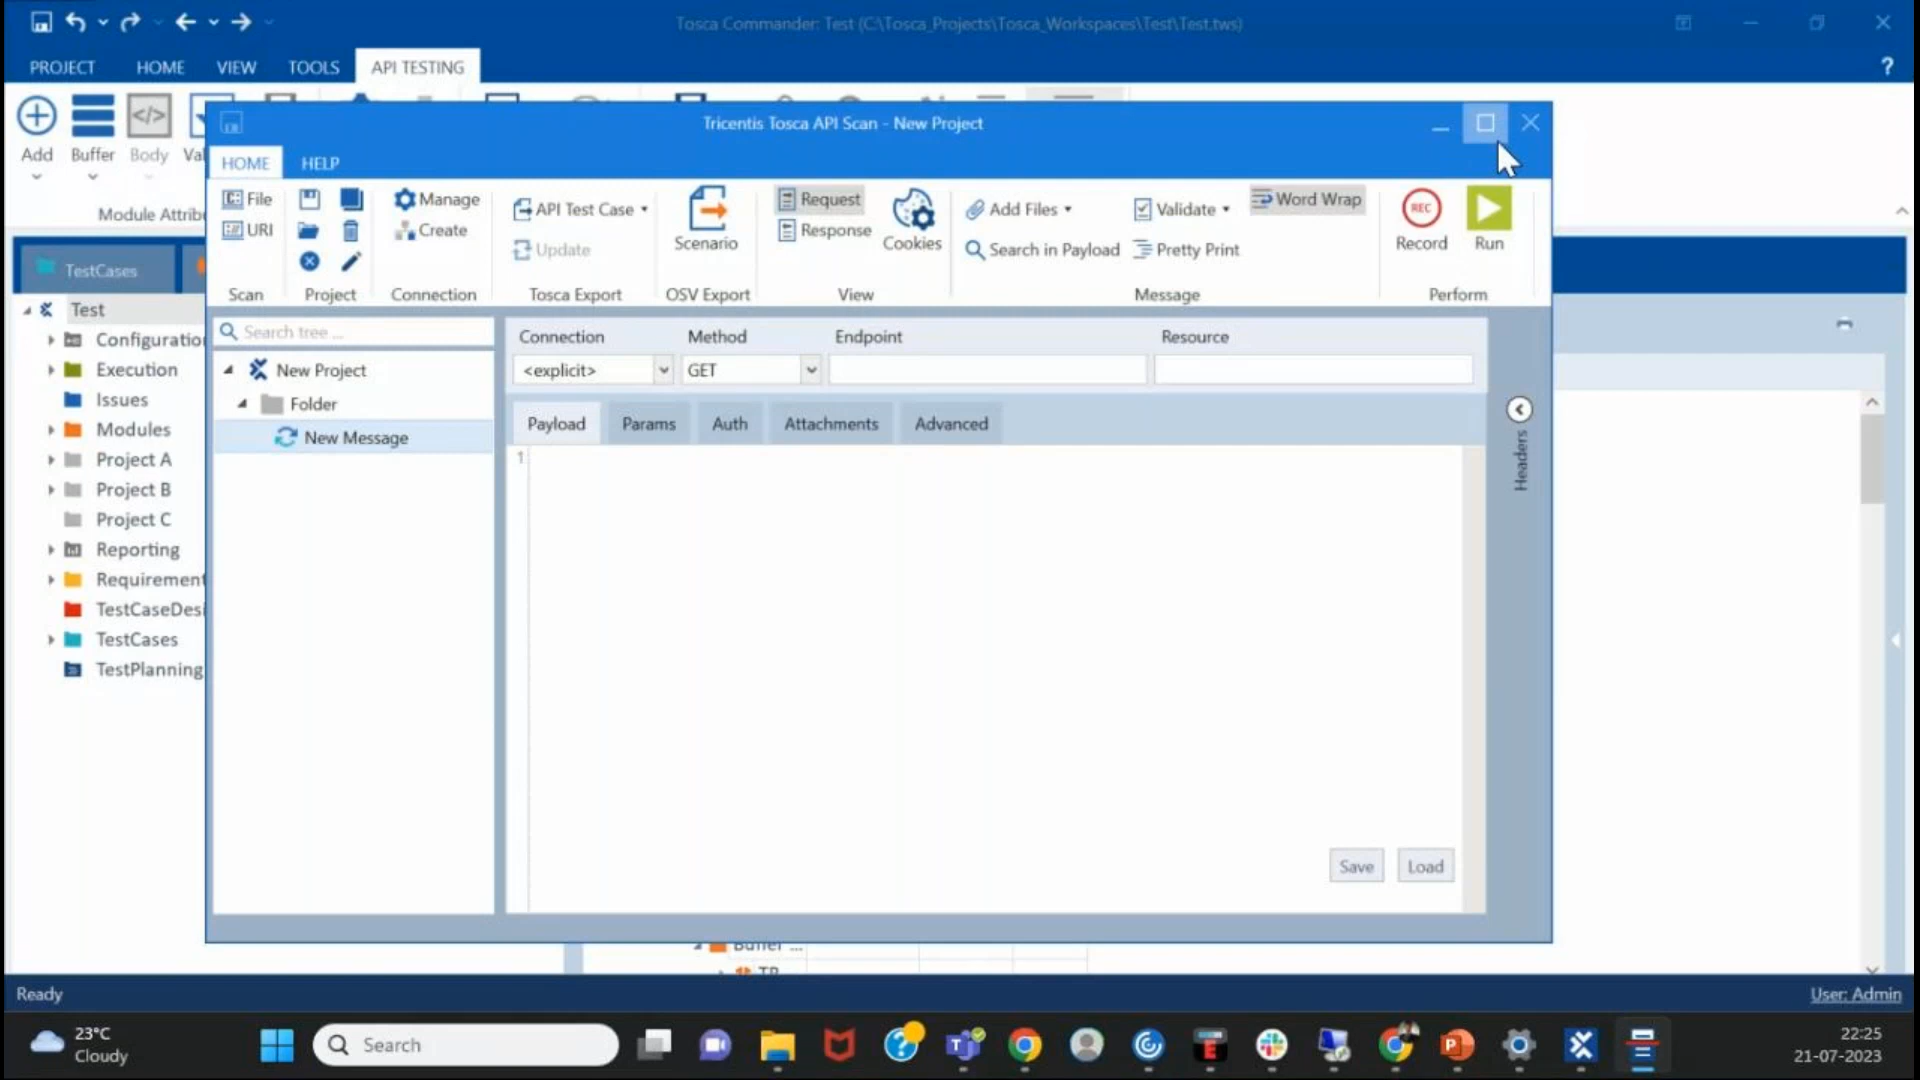 Tosca Commander: Test (C:\Tosca_Projects\Tosca_Workspaces\Test\Test.tws)
PROJECT HOME VIEW TOOLS API TESTING ?
Add Buffer Body
Module
Tricentis Tosca API Scan - New Project
HOME HELP
File Manage API Test Case Request Add Files Validate Word Wrap REC
URI Create Update Scenario Response Cookies Search in Payload Pretty Print Record Run
Scan Project Connection Tosca Export OSV Export View Message Perform
TestCases
Test
Configuration
Execution
Issues
Modules
Project A
Project B
Project C
Reporting
Requirement
TestCaseDesi
TestCases
TestPlanning
Search tree ...
New Project
Folder
New Message
Connection Method Endpoint Resource
<explicit> GET
Payload Params Auth Attachments Advanced
1
Headers
Save Load
Buffer ...
Ready User: Admin
23°C
Cloudy
Search
22:25
21-07-2023